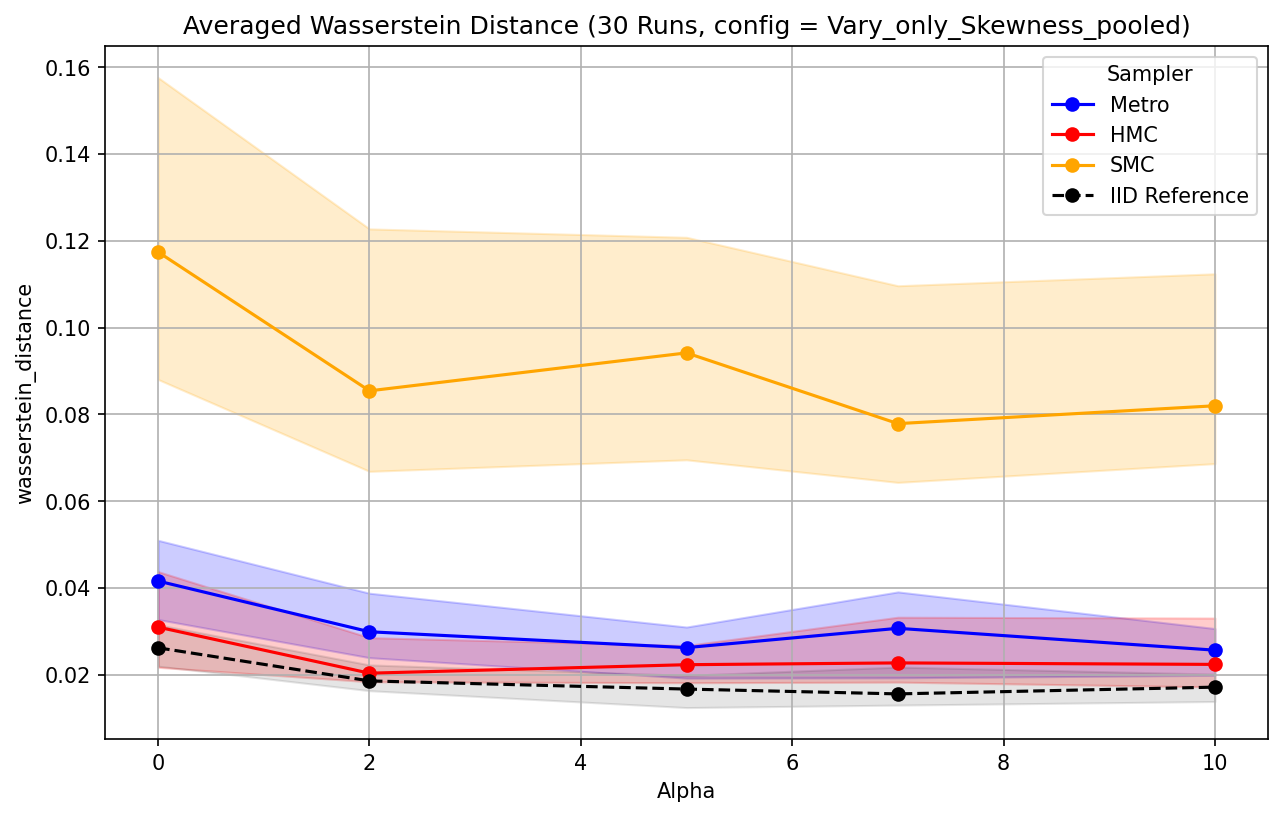 Averaged Wasserstein Distance (30 Runs, config = Vary_only_Skewness_pooled)
wasserstein_distance
0.16
0.14
0.12
0.10
0.08
0.06
0.04
0.02
Sampler
Metro
HMC
SMC
IID Reference
0 2 4 6 8 10
Alpha